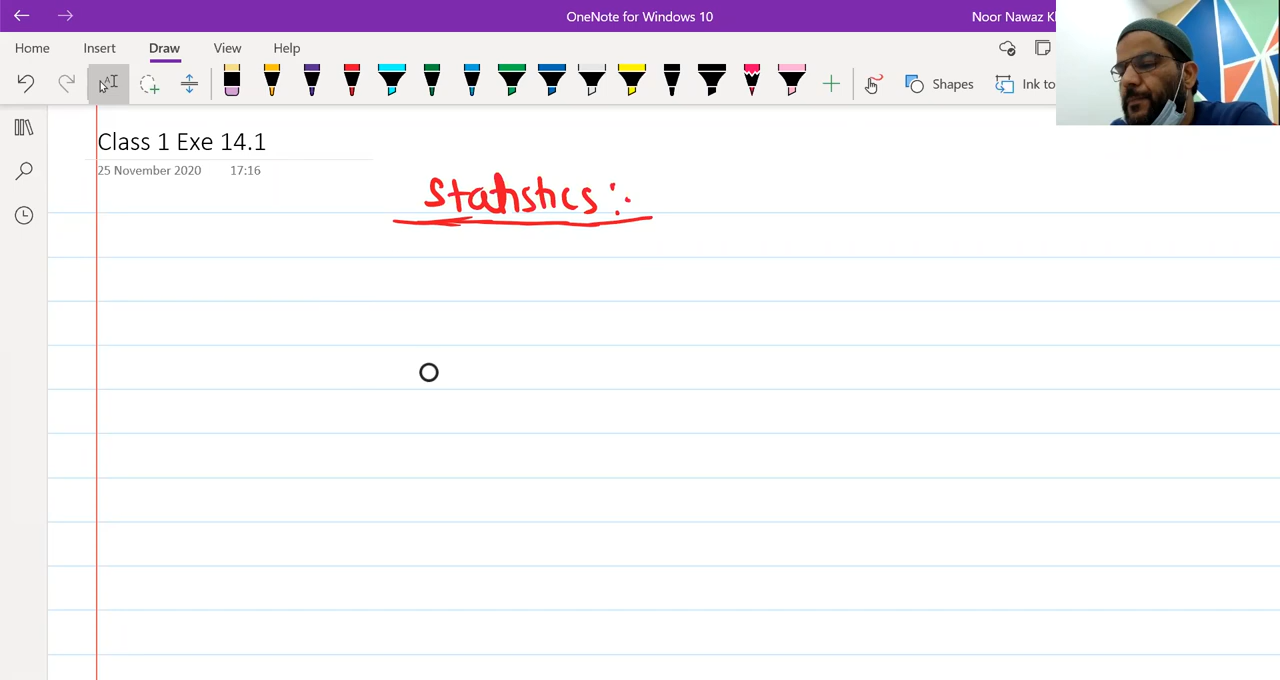 OneNote for Windows 10
Noor Nawaz Kh
Home Insert Draw View Help
Shapes Ink to
Class 1 Exe 14.1
25 November 2020 17:16
Statistics :-